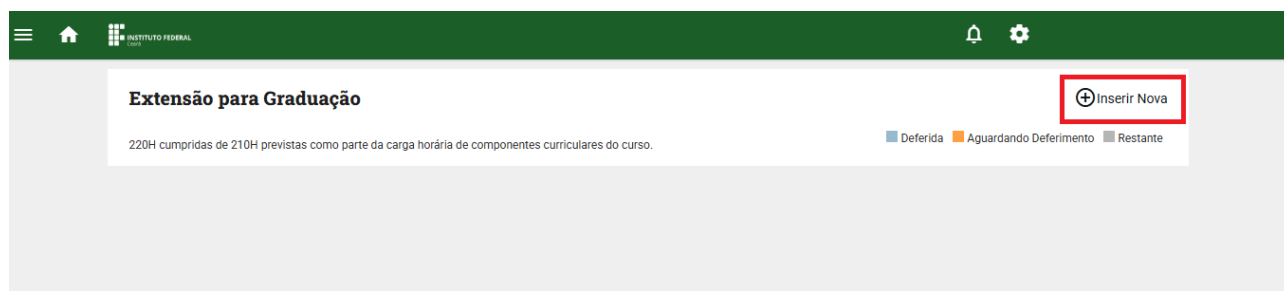 INSTITUTO FEDERAL
Ceará
Extensão para Graduação
Inserir Nova
220H cumpridas de 210H previstas como parte da carga horária de componentes curriculares do curso.
Deferida Aguardando Deferimento Restante